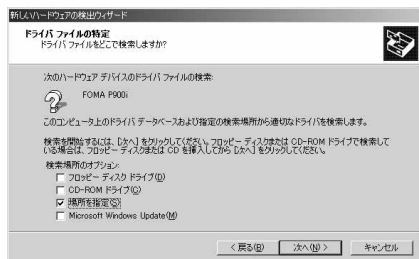 新しいハードウェアの検出ウィザード
ドライバ ファイルの特定
ドライバ ファイルをどこで検索しますか?
次のハードウェア デバイスのドライバ ファイルの検索:
FOMA P900i
このコンピュータ上のドライバ データベースおよび指定の検索場所から適切なドライバを検索します。
検索を開始するには、[次へ] をクリックしてください。フロッピー ディスクまたは CD-ROM ドライブで検索して
いる場合は、フロッピー ディスクまたは CD を挿入してから [次へ] をクリックしてください。
検索場所のオプション:
フロッピー ディスク ドライブ(D)
CD-ROM ドライブ(C)
場所を指定(S)
Microsoft Windows Update(M)
< 戻る(B)
次へ(N) >
キャンセル